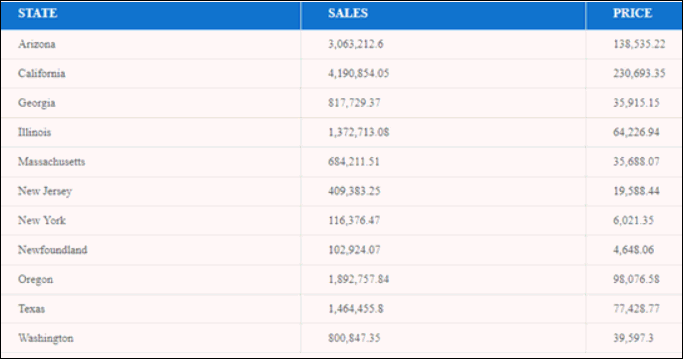 STATE SALES PRICE
Arizona 3,063,212.6 138,535.22
California 4,190,854.05 230,693.35
Georgia 817,729.37 35,915.15
Illinois 1,372,713.08 64,226.94
Massachusetts 684,211.51 35,688.07
New Jersey 409,383.25 19,588.44
New York 116,376.47 6,021.35
Newfoundland 102,924.07 4,648.06
Oregon 1,892,757.84 98,076.58
Texas 1,464,455.8 77,428.77
Washington 800,847.35 39,597.3